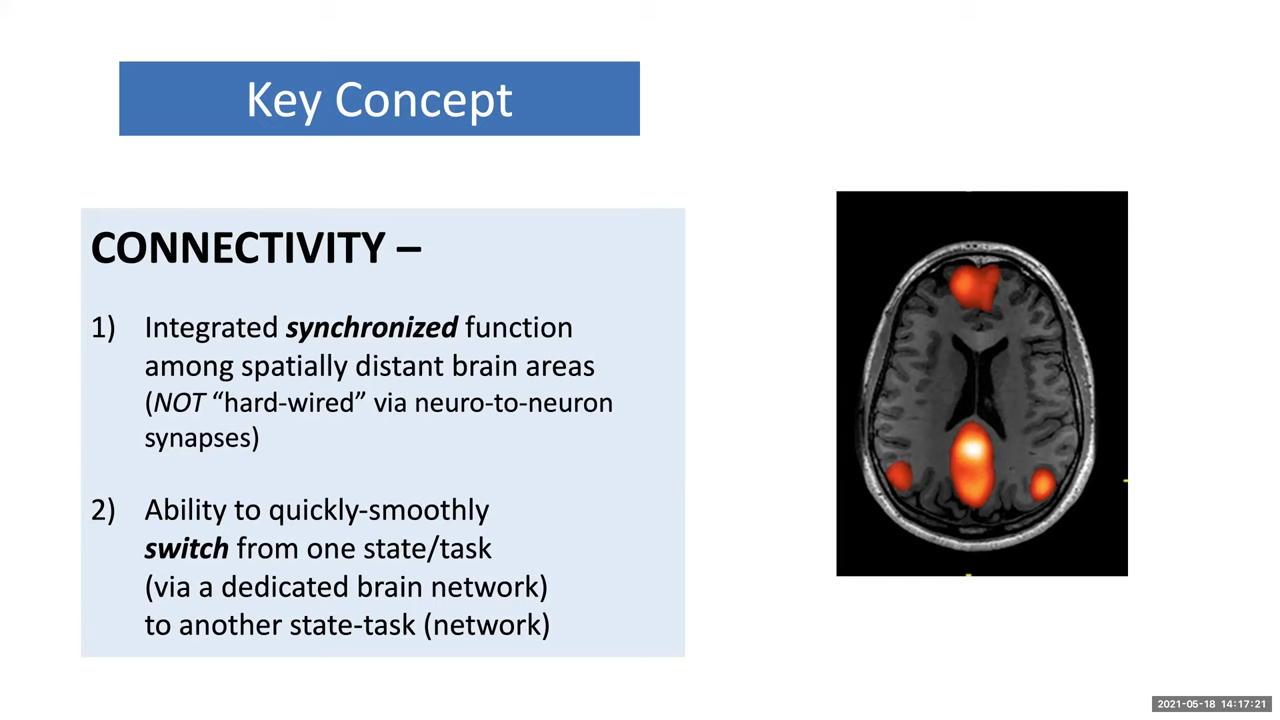 Key Concept
CONNECTIVITY –
1) Integrated synchronized function
among spatially distant brain areas
(NOT “hard-wired” via neuro-to-neuron
synapses)
2) Ability to quickly-smoothly
switch from one state/task
(via a dedicated brain network)
to another state-task (network)
2021-05-18 14:17:21